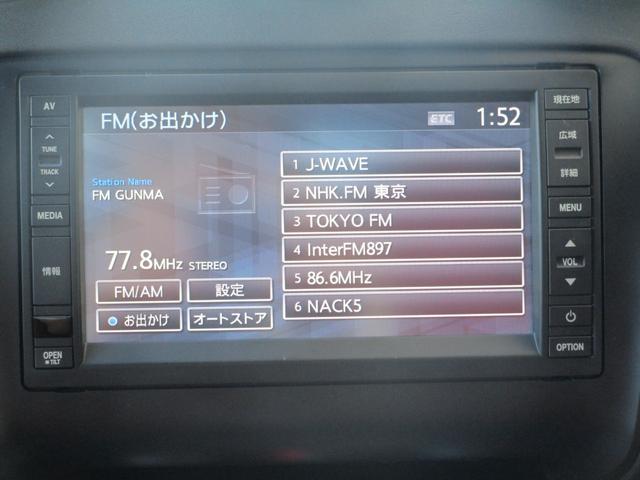 AV
TUNE
TRACK
MEDIA
情報
OPEN
TILT
FM(お出かけ)
ETC
1:52
Station Name
FM GUNMA
77.8MHz STEREO
FM/AM
設定
お出かけ
オートストア
1 J-WAVE
2 NHK.FM 東京
3 TOKYO FM
4 InterFM897
5 86.6MHz
6 NACK5
現在地
広域
詳細
MENU
VOL
OPTION